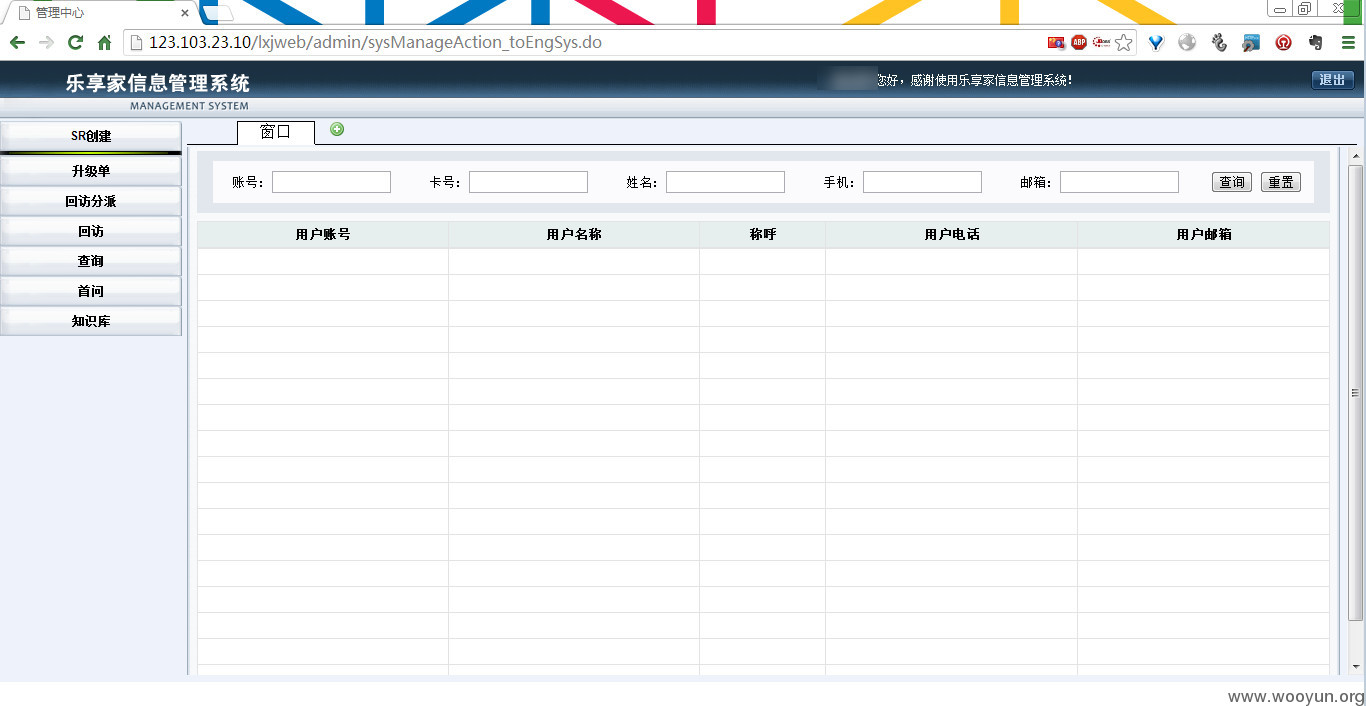 管理中心
123.103.23.10/lxjweb/admin/sysManageAction_toEngSys.do
ABP
乐享家信息管理系统
MANAGEMENT SYSTEM
您好，感谢使用乐享家信息管理系统！
退出
SR创建
升级单
回访分派
回访
查询
首问
知识库
窗口
账号： 卡号： 姓名： 手机： 邮箱： 查询 重置
用户账号 用户名称 称呼 用户电话 用户邮箱
www.wooyun.org